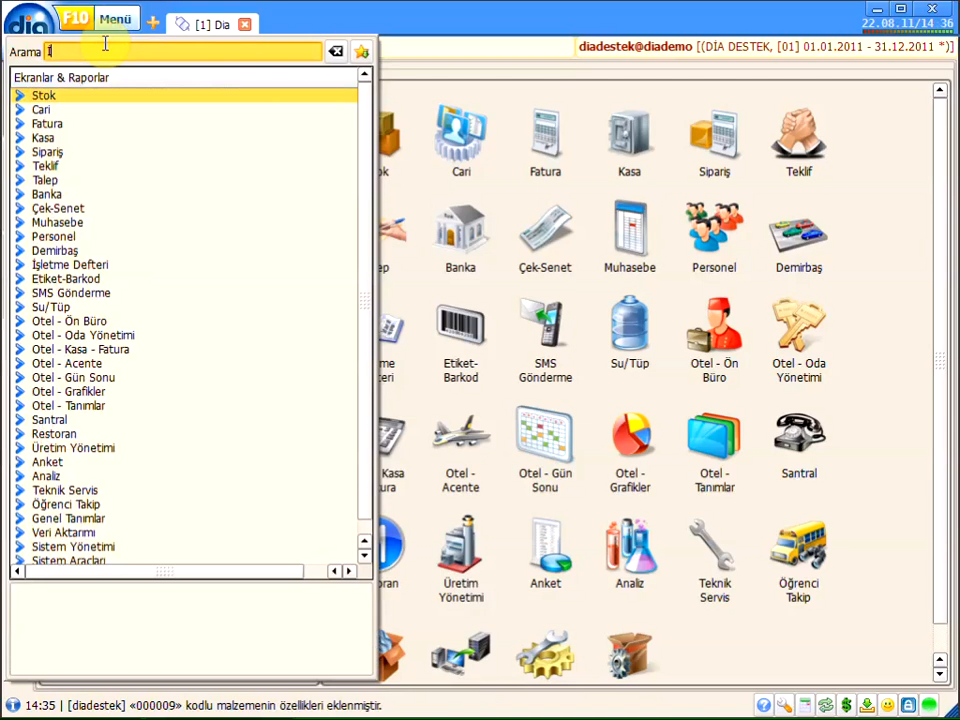 dia F10 Menü [1] Dia
22.08.11/14 36
Arama
diadestek@diademo [(DİA DESTEK, [01] 01.01.2011 - 31.12.2011 *)]
Ekranlar & Raporlar
Stok
Cari
Fatura
Kasa
Sipariş
Teklif
Talep
Banka
Çek-Senet
Muhasebe
Personel
Demirbaş
İşletme Defteri
Etiket-Barkod
SMS Gönderme
Su/Tüp
Otel - Ön Büro
Otel - Oda Yönetimi
Otel - Kasa - Fatura
Otel - Acente
Otel - Gün Sonu
Otel - Grafikler
Otel - Tanımlar
Santral
Restoran
Üretim Yönetimi
Anket
Analiz
Teknik Servis
Öğrenci Takip
Genel Tanımlar
Veri Aktarımı
Sistem Yönetimi
Sistem Araçları
ok Cari Fatura Kasa Sipariş Teklif
ep Banka Çek-Senet Muhasebe Personel Demirbaş
me Etiket- SMS Su/Tüp Otel - Ön Otel - Oda
eri Barkod Gönderme Büro Yönetimi
Kasa Otel - Otel - Gün Otel - Otel - Santral
ura Acente Sonu Grafikler Tanımlar
ran Üretim Anket Analiz Teknik Öğrenci
Yönetimi Servis Takip
14:35 | [diadestek] «000009» kodlu malzemenin özellikleri eklenmiştir.